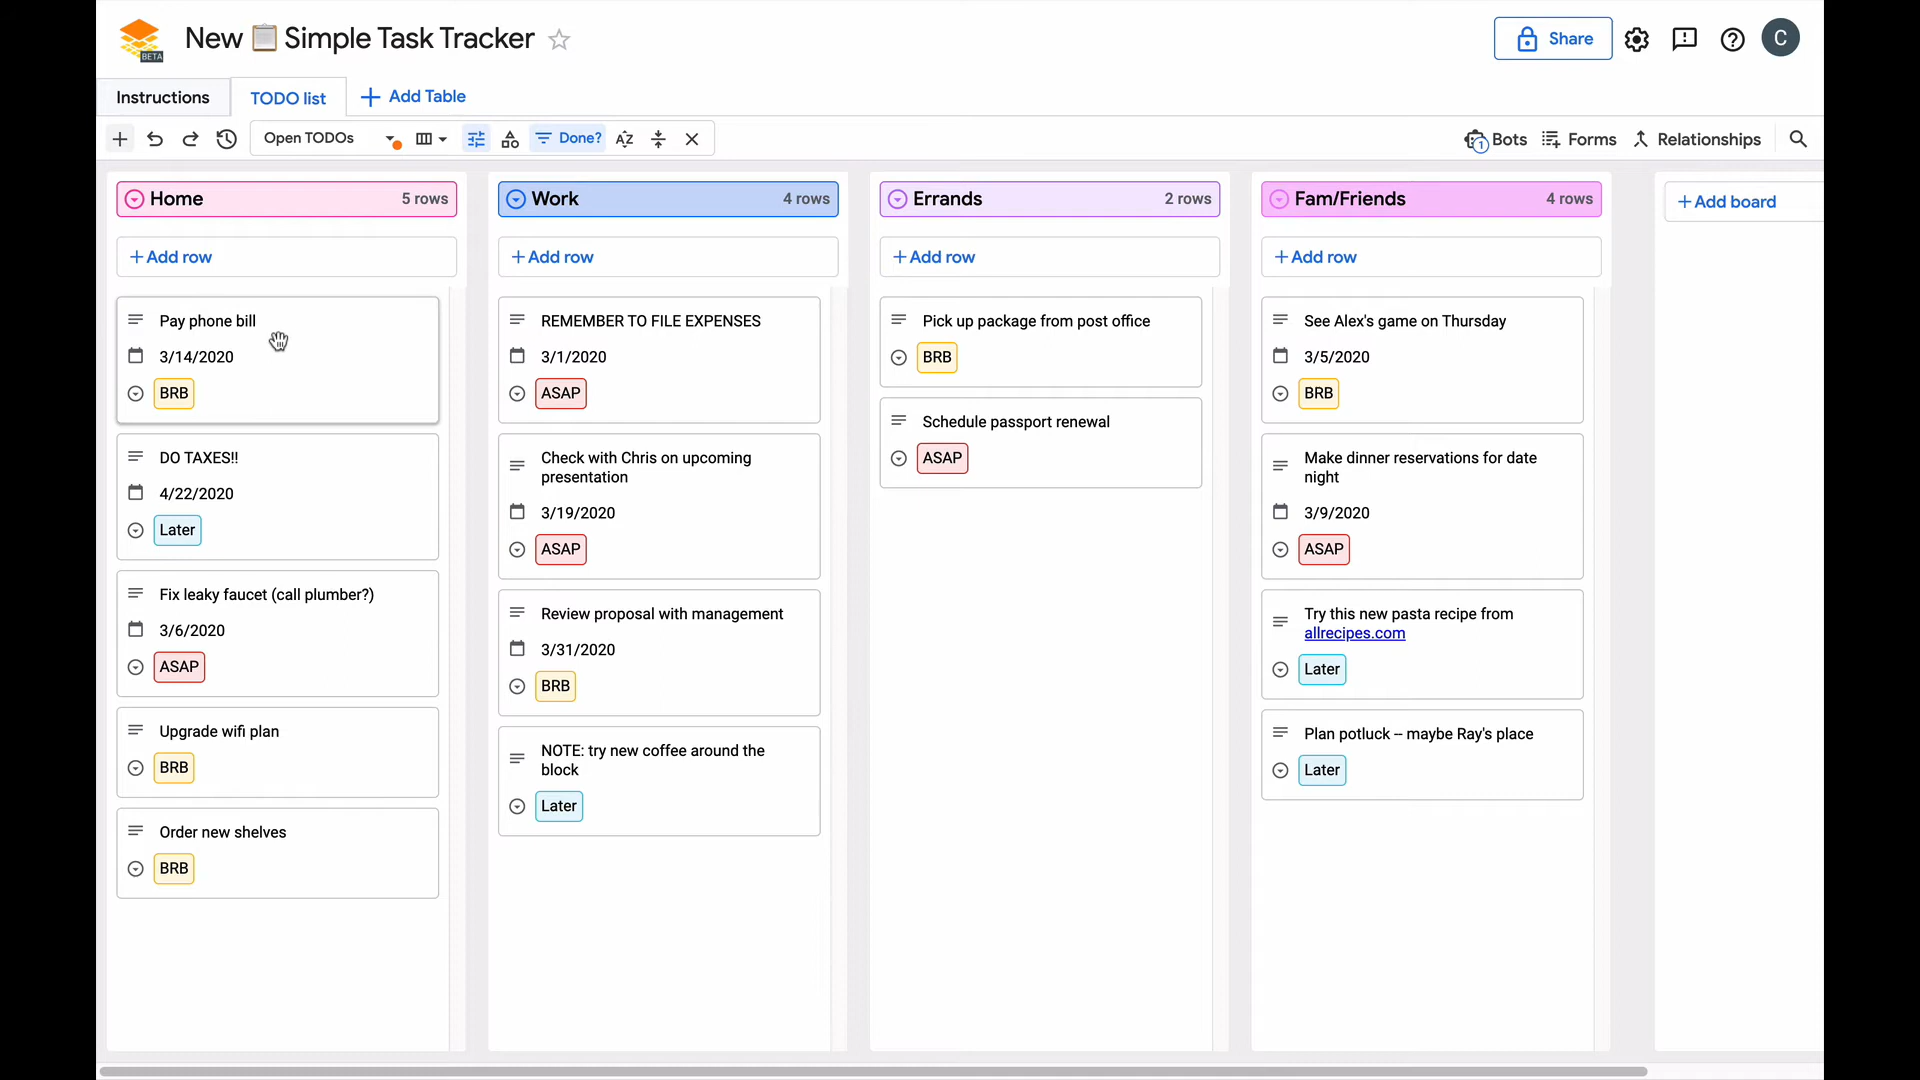 BETA
New 📋 Simple Task Tracker
Share
C
Instructions
TODO list
Add Table
Open TODOs
Done?
1
Bots
Forms
Relationships
Home
5 rows
+Add row
Pay phone bill
3/14/2020
BRB
DO TAXES!!
4/22/2020
Later
Fix leaky faucet (call plumber?)
3/6/2020
ASAP
Upgrade wifi plan
BRB
Order new shelves
BRB
Work
4 rows
+Add row
REMEMBER TO FILE EXPENSES
3/1/2020
ASAP
Check with Chris on upcoming
presentation
3/19/2020
ASAP
Review proposal with management
3/31/2020
BRB
NOTE: try new coffee around the
block
Later
Errands
2 rows
+Add row
Pick up package from post office
BRB
Schedule passport renewal
ASAP
Fam/Friends
4 rows
+Add row
See Alex's game on Thursday
3/5/2020
BRB
Make dinner reservations for date
night
3/9/2020
ASAP
Try this new pasta recipe from
allrecipes.com
Later
Plan potluck -- maybe Ray's place
Later
+Add board